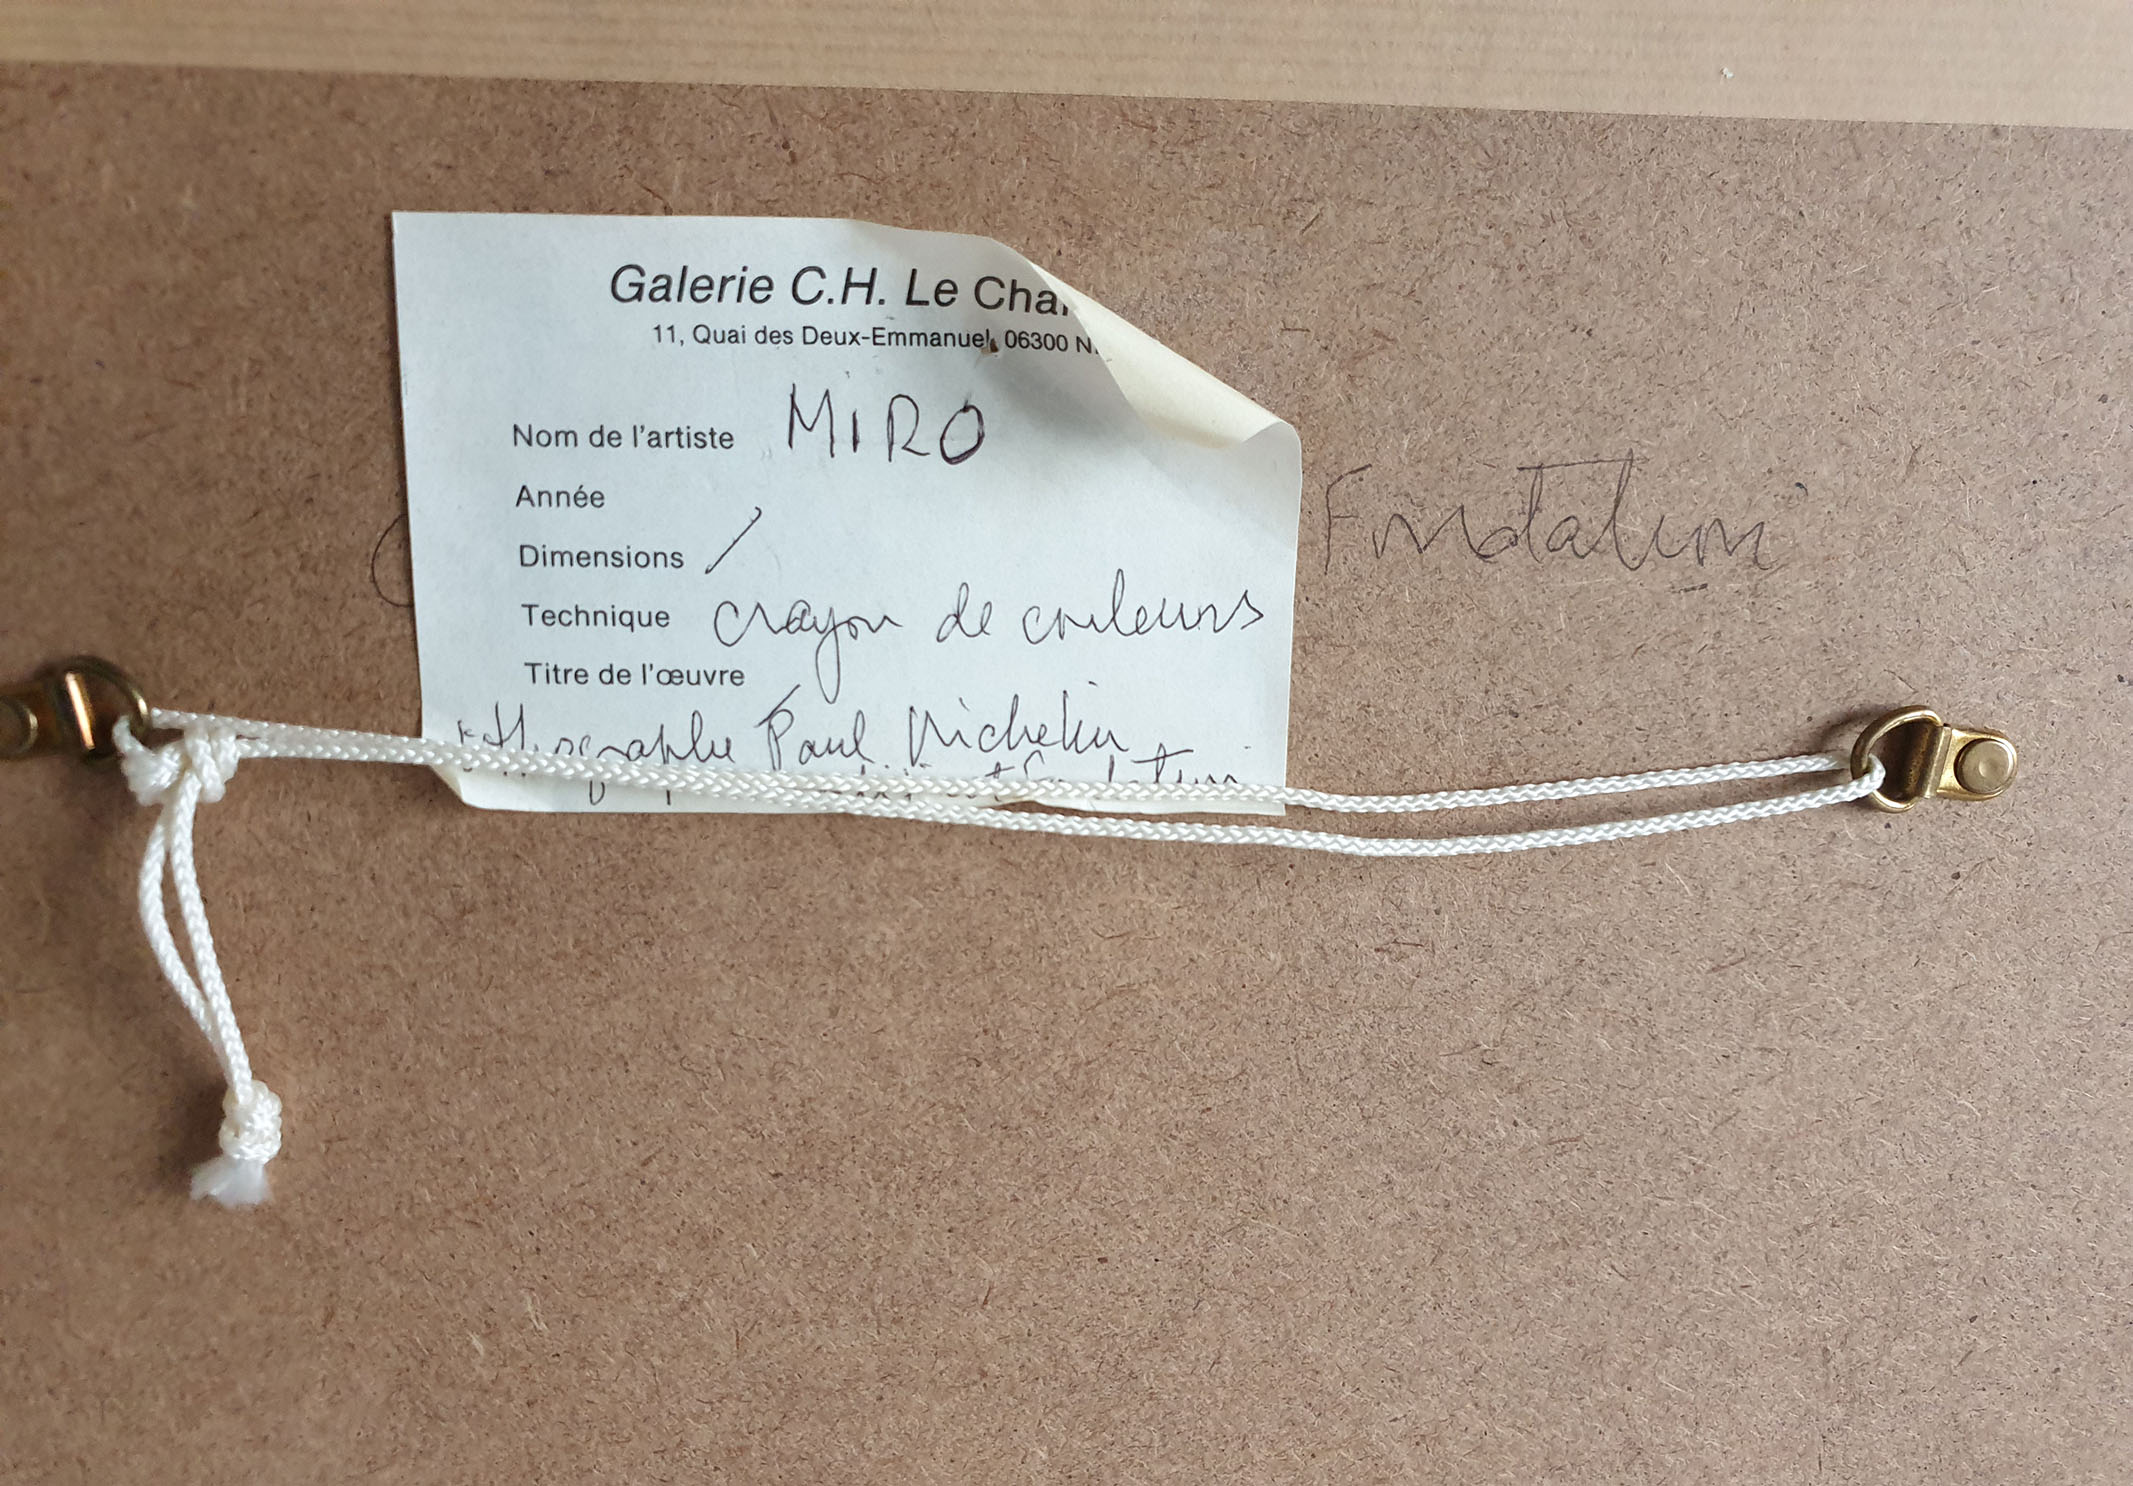 Galerie C.H. Le Cha
11, Quai des Deux-Emmanuel, 06300 N
Nom de l'artiste MIRO
Année
Dimensions /
Technique crayon de couleurs
Titre de l'œuvre
Paul Michelin
Fondation